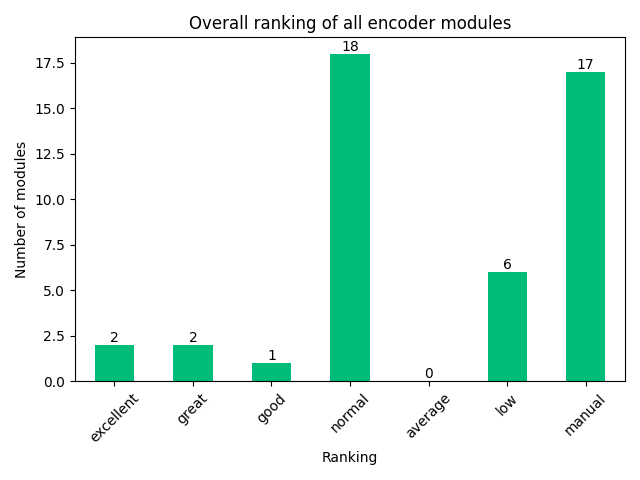 Overall ranking of all encoder modules
Number of modules
17.5
15.0
12.5
10.0
7.5
5.0
2.5
0.0
2
2
1
18
0
6
17
excellent
great
good
normal
average
low
manual
Ranking